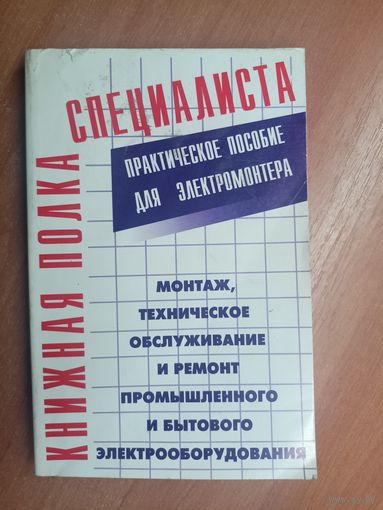 КНИЖНАЯ ПОЛКА
СПЕЦИАЛИСТА
ПРАКТИЧЕСКОЕ ПОСОБИЕ
ДЛЯ ЭЛЕКТРОМОНТЕРА
МОНТАЖ,
ТЕХНИЧЕСКОЕ
ОБСЛУЖИВАНИЕ
И РЕМОНТ
ПРОМЫШЛЕННОГО
И БЫТОВОГО
ЭЛЕКТРООБОРУДОВАНИЯ